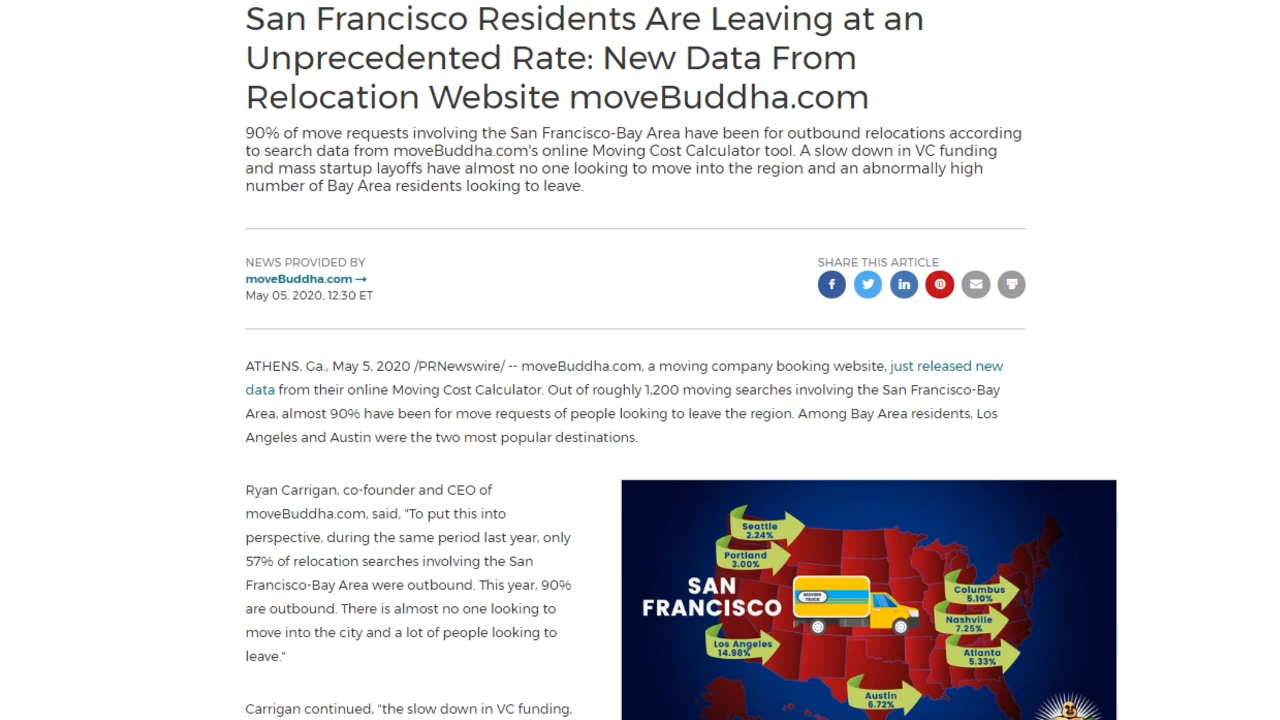 San Francisco Residents Are Leaving at an
Unprecedented Rate: New Data From
Relocation Website moveBuddha.com
90% of move requests involving the San Francisco-Bay Area have been for outbound relocations according
to search data from moveBuddha.com's online Moving Cost Calculator tool. A slow down in VC funding
and mass startup layoffs have almost no one looking to move into the region and an abnormally high
number of Bay Area residents looking to leave.
NEWS PROVIDED BY
moveBuddha.com →
May 05, 2020, 12:30 ET
SHARE THIS ARTICLE
ATHENS, Ga., May 5, 2020 /PRNewswire/ -- moveBuddha.com, a moving company booking website, just released new
data from their online Moving Cost Calculator. Out of roughly 1,200 moving searches involving the San Francisco-Bay
Area, almost 90% have been for move requests of people looking to leave the region. Among Bay Area residents, Los
Angeles and Austin were the two most popular destinations.
Ryan Carrigan, co-founder and CEO of
moveBuddha.com, said, "To put this into
perspective, during the same period last year, only
57% of relocation searches involving the San
Francisco-Bay Area were outbound. This year, 90%
are outbound. There is almost no one looking to
move into the city and a lot of people looking to
leave."
Carrigan continued, "the slow down in VC funding,
Seattle
2.24%
Portland
3.00%
SAN
FRANCISCO
MOVING
TRUCK
Los Angeles
14.98%
Austin
6.72%
Columbus
5.10%
Nashville
7.25%
Atlanta
5.33%